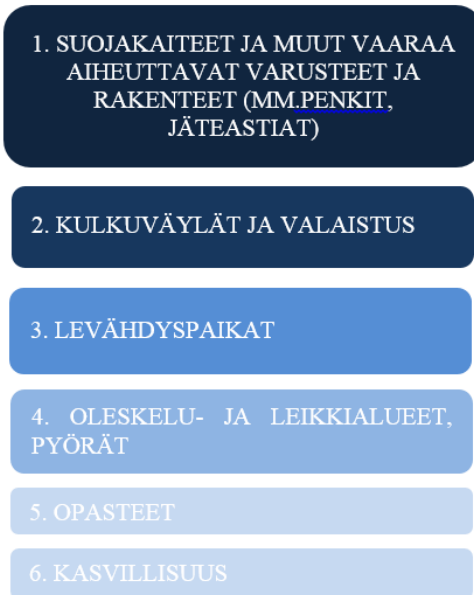 1. SUOJAKAITEET JA MUUT VAARAA
AIHEUTTAVAT VARUSTEET JA
RAKENTEET (MM.PENKIT,
JÄTEASTIAT)
2. KULKUVÄYLÄT JA VALAISTUS
3. LEVÄHDYSPAIKAT
4. OLESKELU- JA LEIKKIALUEET,
PYÖRÄT
5. OPASTEET
6. KASVILLISUUS